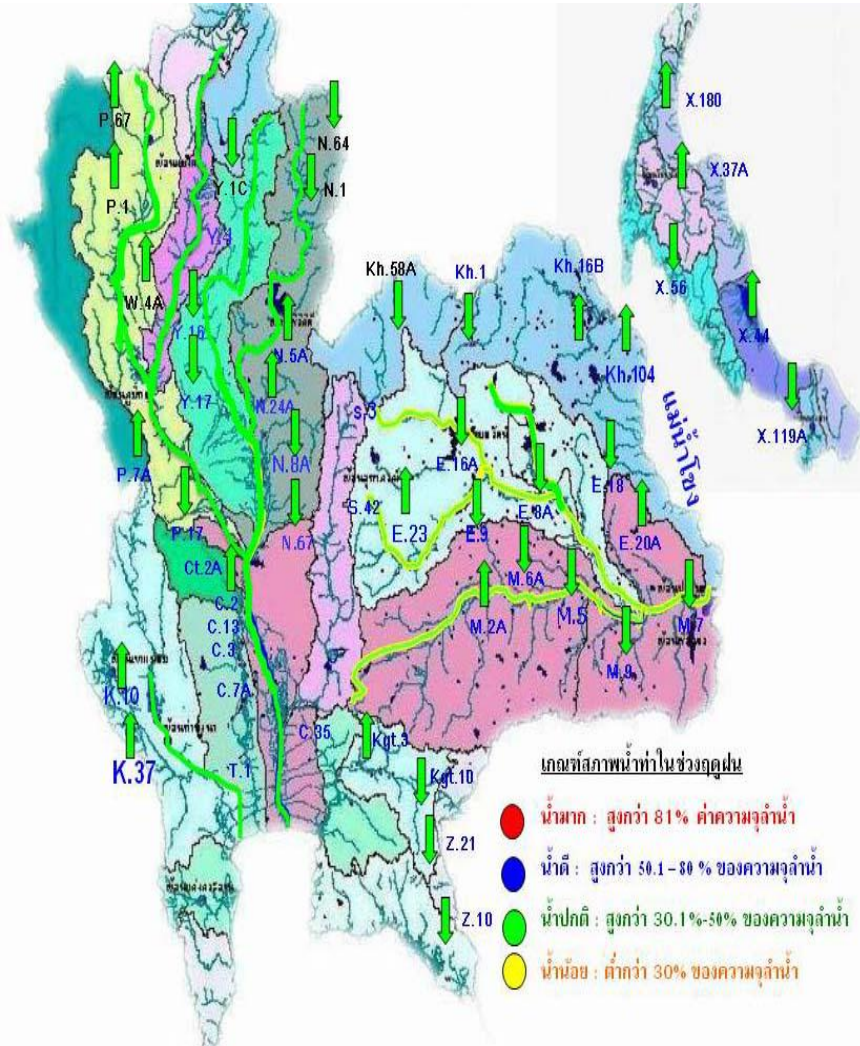 P.67
N.64
Y.1C
N.1
P.1
Y.4
W.4A
Y.16
N.5A
Y.17
N.24A
P.7A
N.8A
P.17
N.67
Ct.2A
C.2
C.13
C.3
C.7A
C.35
K.10
K.37
T.1
Kh.58A
Kh.1
Kh.16B
Kh.104
แม่น้ำโขง
S.3
E.16A
S.42
E.23
E.9
E.8A
E.18
E.20A
M.6A
M.2A
M.5
M.9
M.7
Kgt.3
Kgt.10
Z.21
Z.10
X.180
X.37A
X.56
X.44
X.119A
เกณฑ์สภาพน้ำท่าในช่วงฤดูฝน
น้ำมาก : สูงกว่า 81% ค่าความจุลำน้ำ
น้ำดี : สูงกว่า 50.1 - 80 % ของความจุลำน้ำ
น้ำปกติ : สูงกว่า 30.1%-50% ของความจุลำน้ำ
น้ำน้อย : ต่ำกว่า 30% ของความจุลำน้ำ